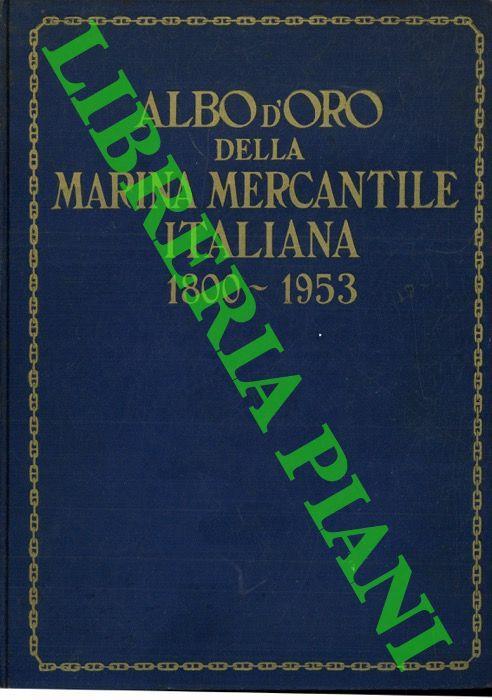 ALBO D'ORO
DELLA
MARINA MERCANTILE
ITALIANA
1800~1953
LIBRERIA PIANI